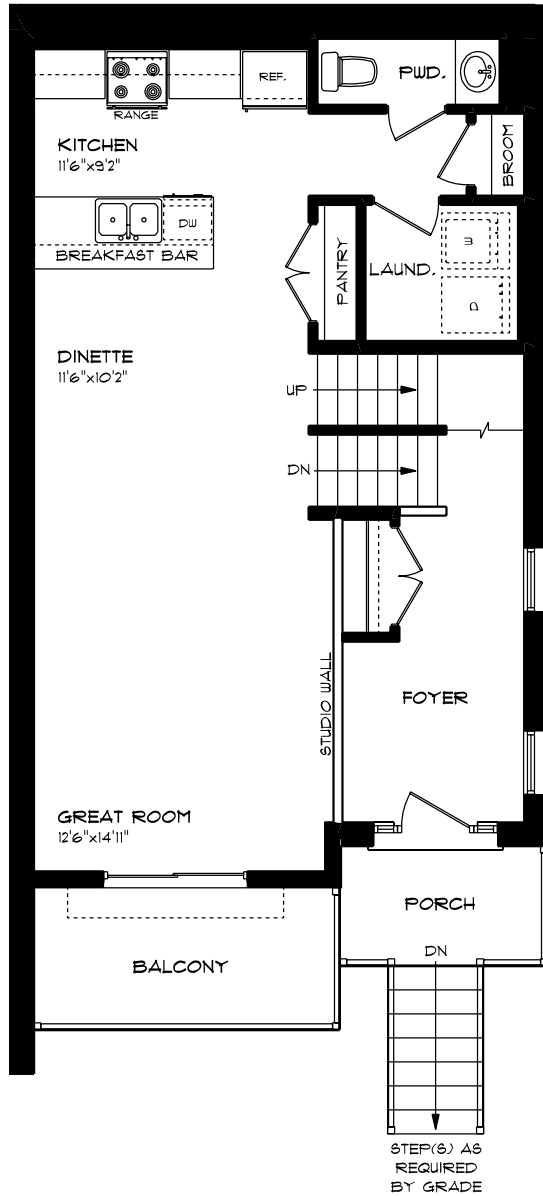 PWD.
REF.
RANGE
BROOM
KITCHEN
11'6"x9'2"
DW
W
BREAKFAST BAR
PANTRY
LAUND.
D
DINETTE
11'6"x10'2"
UP
DN
STUDIO WALL
FOYER
GREAT ROOM
12'6"x14'11"
PORCH
DN
BALCONY
STEP(S) AS
REQUIRED
BY GRADE